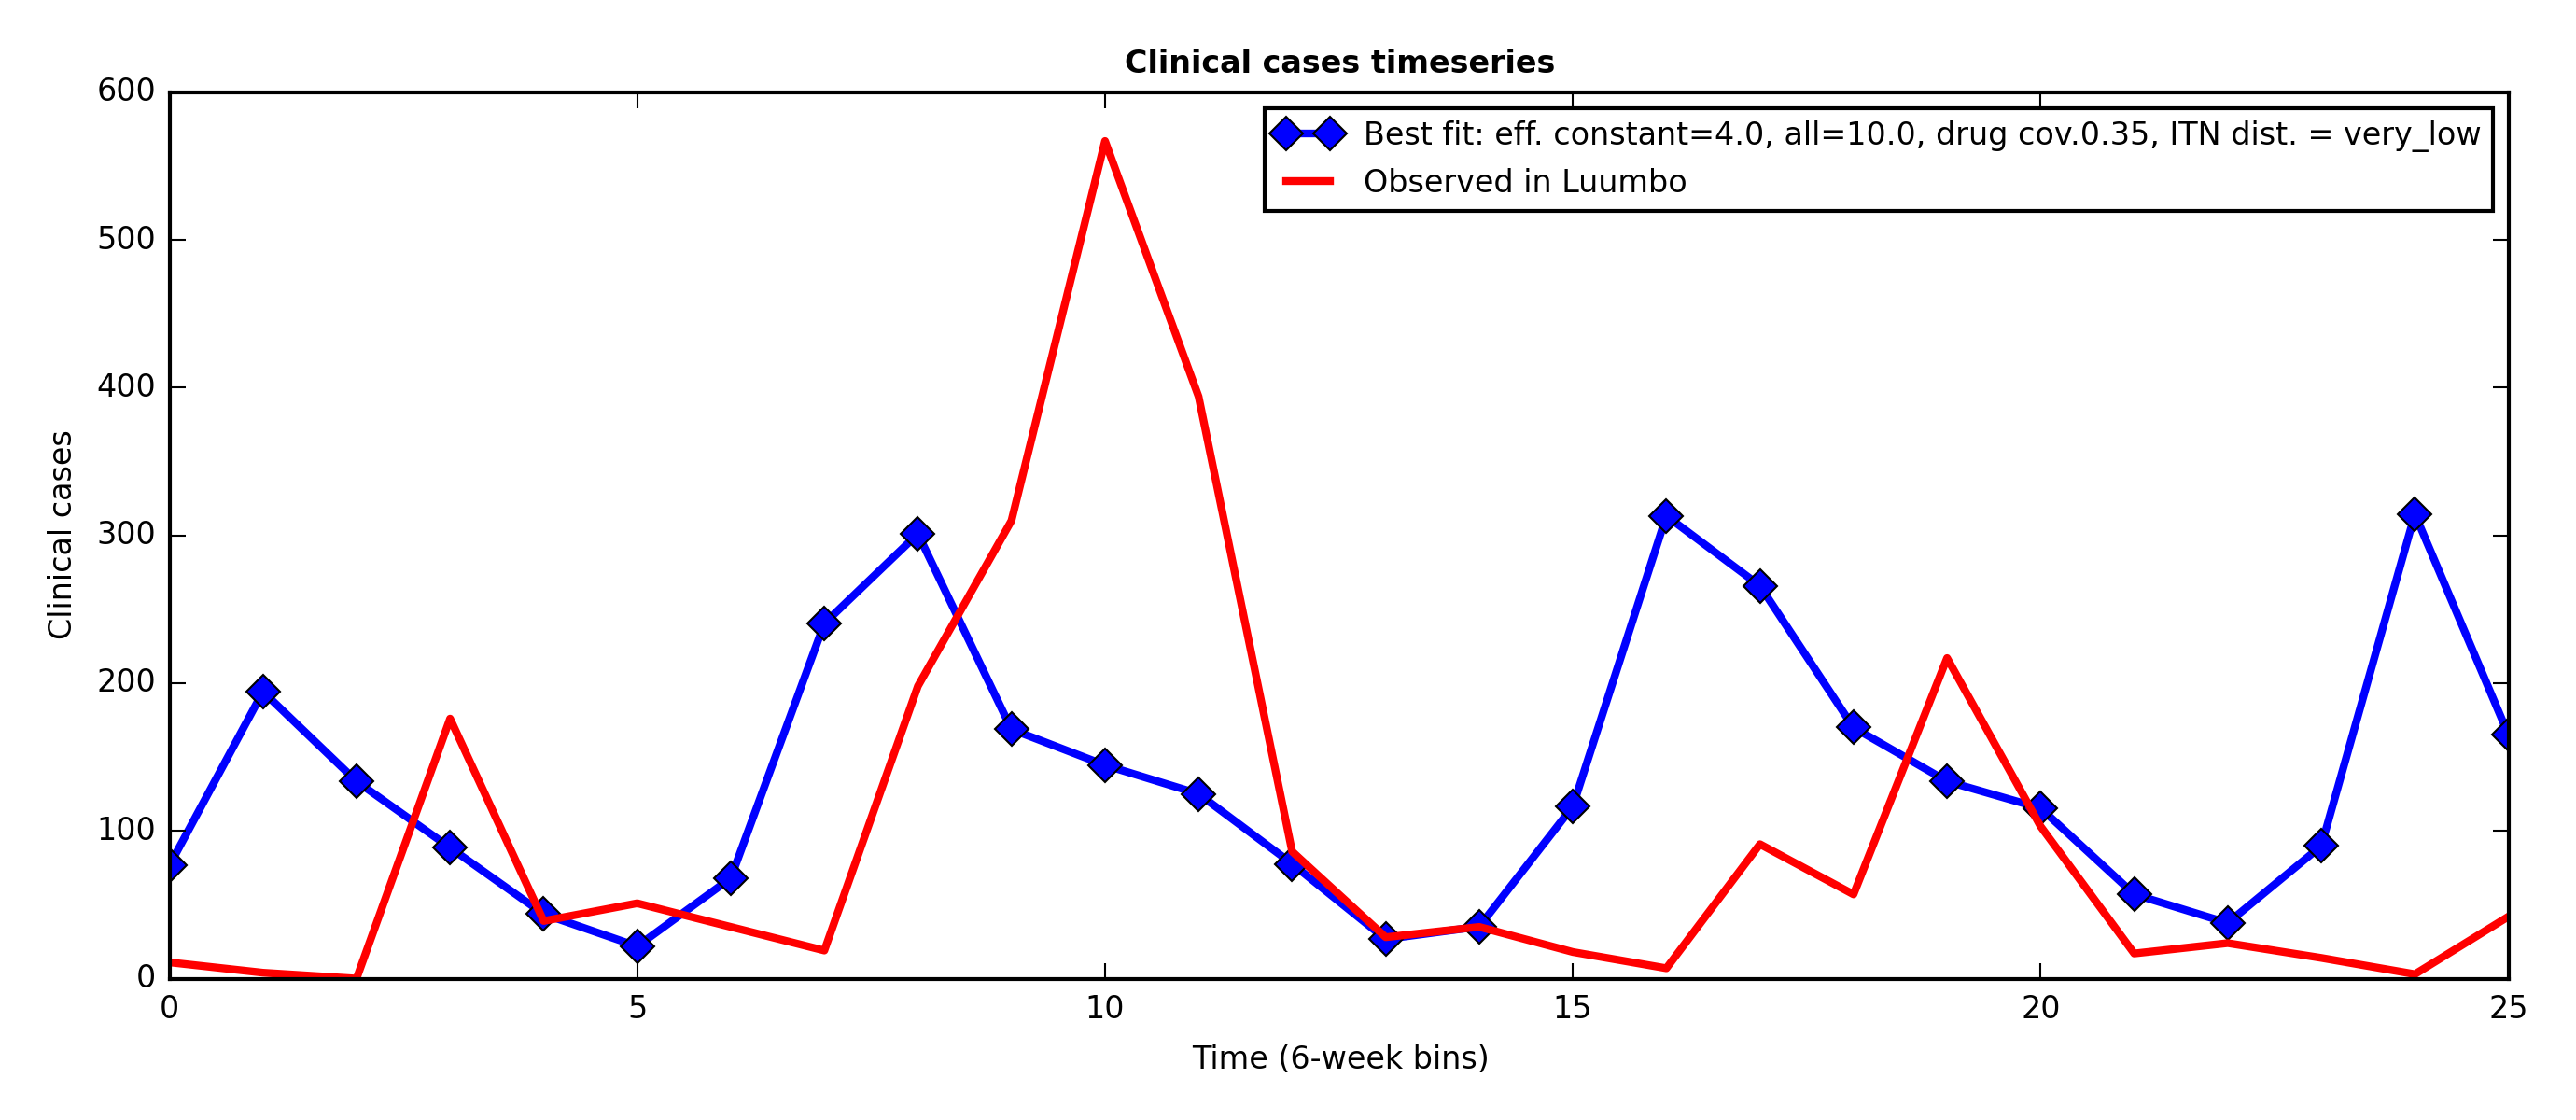 Clinical cases timeseries
600
500
400
300
200
100
0
Clinical cases
Best fit: eff. constant=4.0, all=10.0, drug cov.0.35, ITN dist. = very_low
Observed in Luumbo
0 5 10 15 20 25
Time (6-week bins)